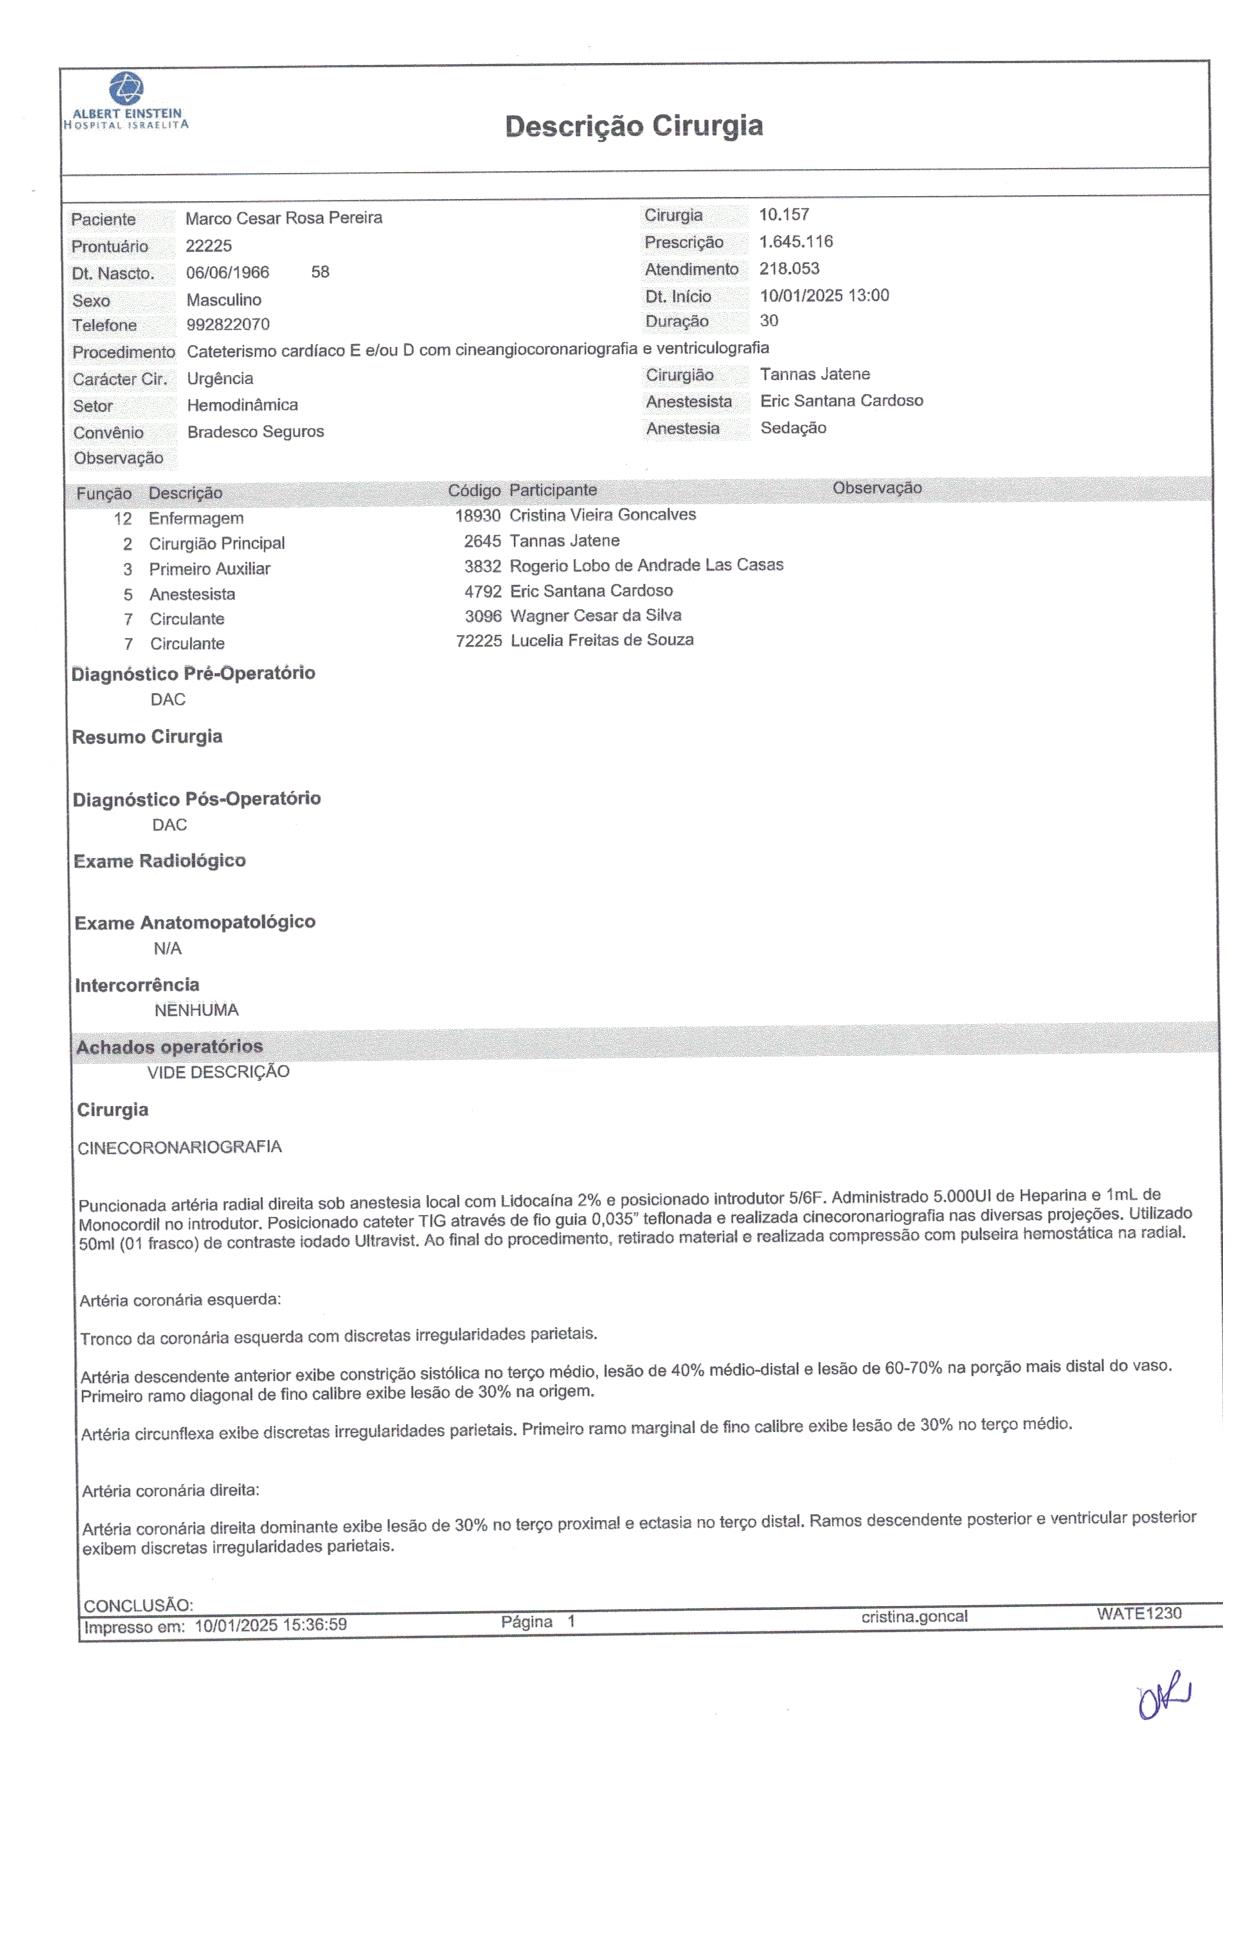 ALBERT EINSTEIN
HOSPITAL ISRAELITA
Descrição Cirurgia
Paciente Marco Cesar Rosa Pereira Cirurgia 10.157
Prontuário 22225 Prescrição 1.645.116
Dt. Nascto. 06/06/1966 58 Atendimento 218.053
Sexo Masculino Dt. Início 10/01/2025 13:00
Telefone 992822070 Duração 30
Procedimento Cateterismo cardíaco E e/ou D com cineangiocoronariografia e ventriculografia
Carácter Cir. Urgência Cirurgião Tannas Jatene
Setor Hemodinâmica Anestesista Eric Santana Cardoso
Convênio Bradesco Seguros Anestesia Sedação
Observação
Função Descrição Código Participante Observação
12 Enfermagem 18930 Cristina Vieira Goncalves
2 Cirurgião Principal 2645 Tannas Jatene
3 Primeiro Auxiliar 3832 Rogerio Lobo de Andrade Las Casas
5 Anestesista 4792 Eric Santana Cardoso
7 Circulante 3096 Wagner Cesar da Silva
7 Circulante 72225 Lucelia Freitas de Souza
Diagnóstico Pré-Operatório
DAC
Resumo Cirurgia
Diagnóstico Pós-Operatório
DAC
Exame Radiológico
Exame Anatomopatológico
N/A
Intercorrência
NENHUMA
Achados operatórios
VIDE DESCRIÇÃO
Cirurgia
CINECORONARIOGRAFIA
Puncionada artéria radial direita sob anestesia local com Lidocaína 2% e posicionado introdutor 5/6F. Administrado 5.000UI de Heparina e 1mL de
Monocordil no introdutor. Posicionado cateter TIG através de fio guia 0,035" teflonada e realizada cinecoronariografia nas diversas projeções. Utilizado
50ml (01 frasco) de contraste iodado Ultravist. Ao final do procedimento, retirado material e realizada compressão com pulseira hemostática na radial.
Artéria coronária esquerda:
Tronco da coronária esquerda com discretas irregularidades parietais.
Artéria descendente anterior exibe constrição sistólica no terço médio, lesão de 40% médio-distal e lesão de 60-70% na porção mais distal do vaso.
Primeiro ramo diagonal de fino calibre exibe lesão de 30% na origem.
Artéria circunflexa exibe discretas irregularidades parietais. Primeiro ramo marginal de fino calibre exibe lesão de 30% no terço médio.
Artéria coronária direita:
Artéria coronária direita dominante exibe lesão de 30% no terço proximal e ectasia no terço distal. Ramos descendente posterior e ventricular posterior
exibem discretas irregularidades parietais.
CONCLUSÃO:
Impresso em: 10/01/2025 15:36:59 Página 1 cristina.goncal WATE1230